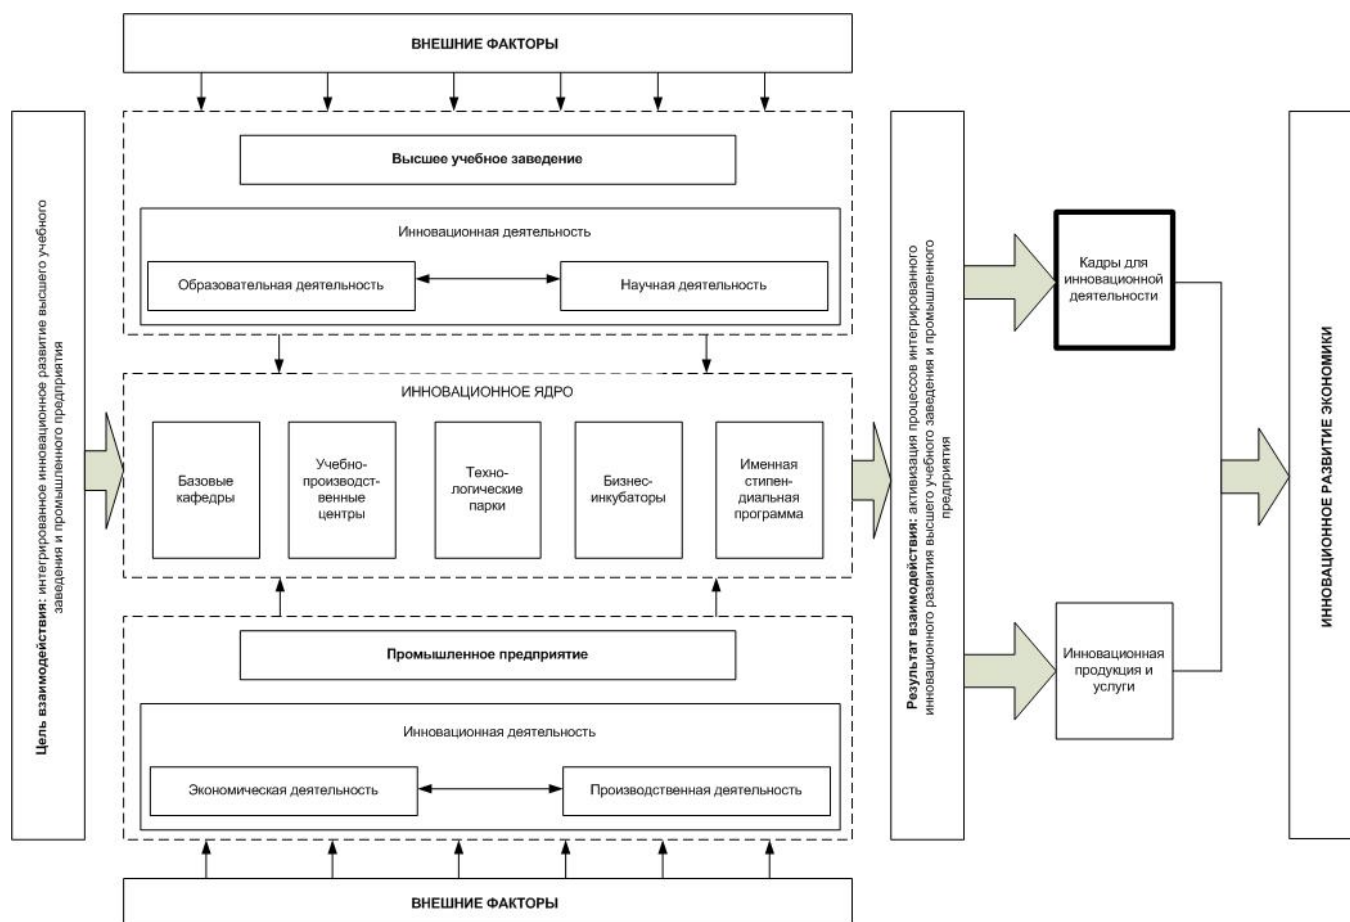 ВНЕШНИЕ ФАКТОРЫ
Цель взаимодействия: интегрированное инновационное развитие высшего учебного
заведения и промышленного предприятия
Высшее учебное заведение
Инновационная деятельность
Образовательная деятельность
Научная деятельность
ИННОВАЦИОННОЕ ЯДРО
Базовые
кафедры
Учебно-
производст-
венные
центры
Техно-
логические
парки
Бизнес-
инкубаторы
Именная
стипен-
диальная
программа
Промышленное предприятие
Инновационная деятельность
Экономическая деятельность
Производственная деятельность
ВНЕШНИЕ ФАКТОРЫ
Результат взаимодействия: активизация процессов интегрированного
инновационного развития высшего учебного заведения и промышленного
предприятия
Кадры для
инновационной
деятельности
Инновационная
продукция и
услуги
ИННОВАЦИОННОЕ РАЗВИТИЕ ЭКОНОМИКИ